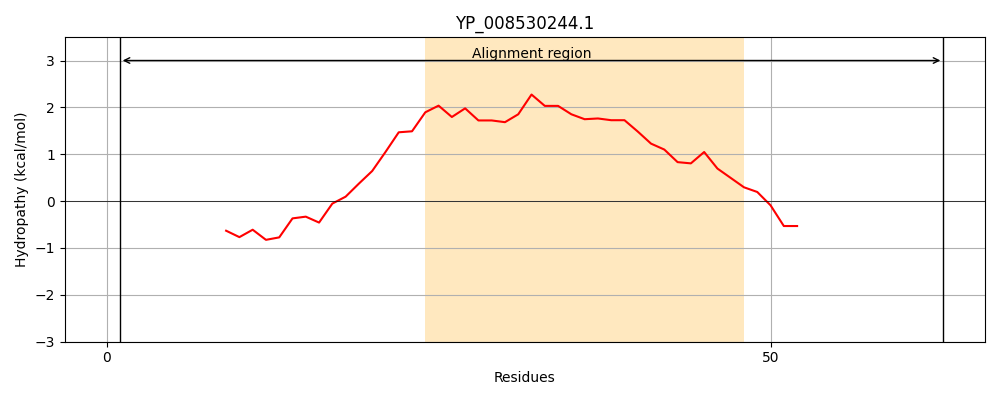 YP_008530244.1
Alignment region
Hydropathy (kcal/mol)
3
2
1
0
−1
−2
−3
0
50
Residues